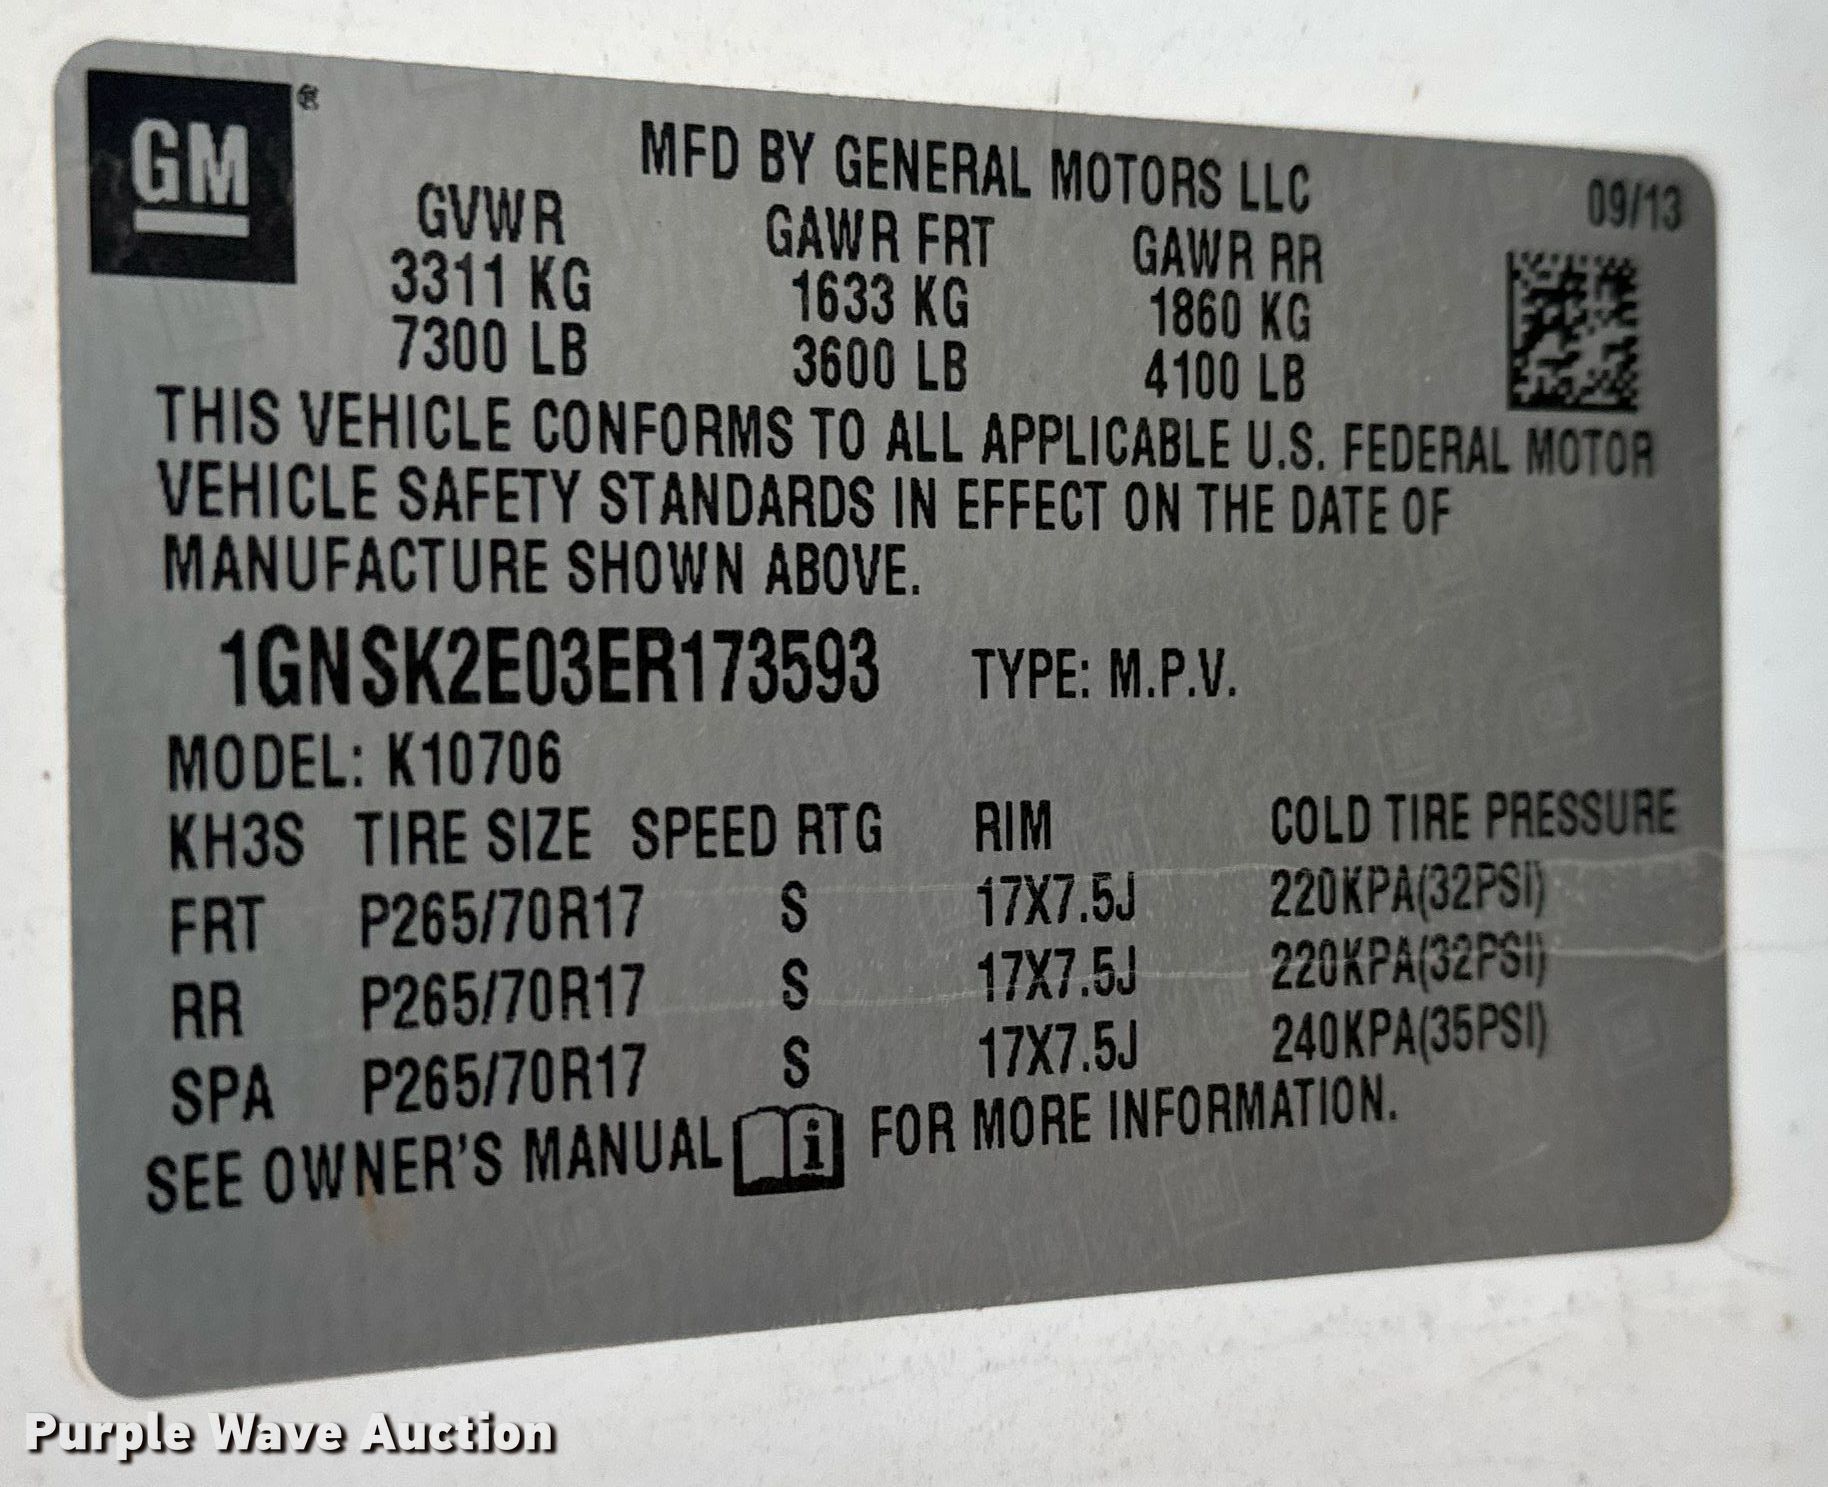 GM®
MFD BY GENERAL MOTORS LLC 09/13
GVWR GAWR FRT GAWR RR
3311 KG 1633 KG 1860 KG
7300 LB 3600 LB 4100 LB
THIS VEHICLE CONFORMS TO ALL APPLICABLE U.S. FEDERAL MOTOR
VEHICLE SAFETY STANDARDS IN EFFECT ON THE DATE OF
MANUFACTURE SHOWN ABOVE.
1GNSK2E03ER173593 TYPE: M.P.V.
MODEL: K10706
KH3S TIRE SIZE SPEED RTG RIM COLD TIRE PRESSURE
FRT P265/70R17 S 17X7.5J 220KPA(32PSI)
RR P265/70R17 S 17X7.5J 220KPA(32PSI)
SPA P265/70R17 S 17X7.5J 240KPA(35PSI)
SEE OWNER'S MANUAL i FOR MORE INFORMATION.
Purple Wave Auction